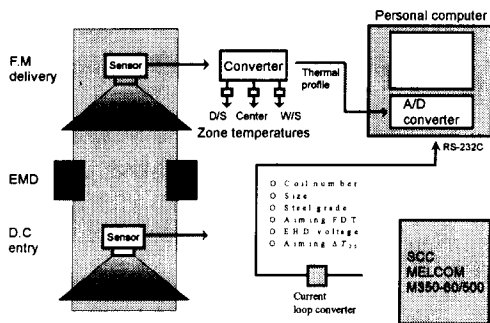 Personal computer
F.M
delivery
Sensor
Converter
Thermal
profile
A/D
converter
D/S Center W/S
Zone temperatures
RS-232C
EMD
O Coil number
O Size
O Steel grade
O Aiming FDT
O EHD voltage
O Aiming
D.C
entry
Sensor
Current
loop converter
SCC
MELCOM
M350-60/500